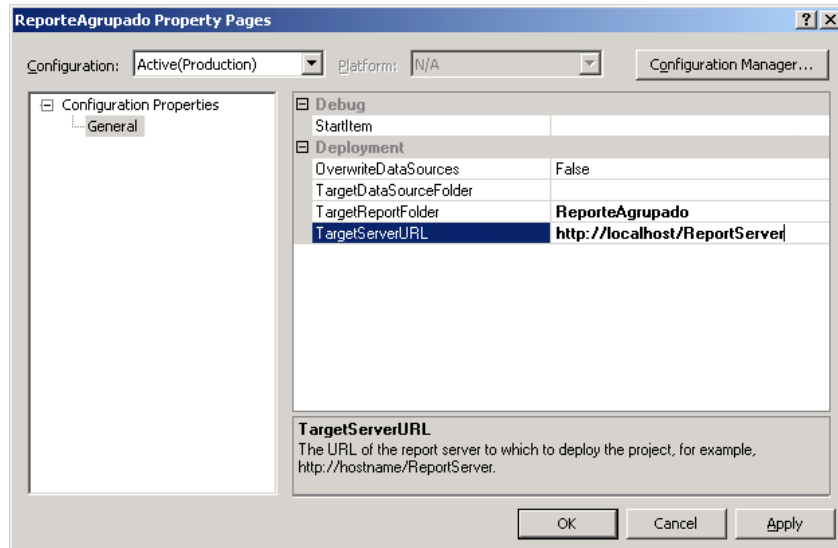 ReporteAgrupado Property Pages
Configuration: Active(Production) Platform: N/A Configuration Manager...
Configuration Properties
General
Debug
StartItem
Deployment
OverwriteDataSources False
TargetDataSourceFolder
TargetReportFolder ReporteAgrupado
TargetServerURL http://localhost/ReportServer
TargetServerURL
The URL of the report server to which to deploy the project, for example,
http://hostname/ReportServer.
OK Cancel Apply